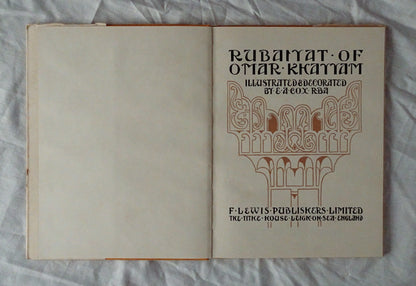 RUBAIYAT · OF
OMAR · KHAYYAM
ILLUSTRATED & DECORATED
BY · E · A · COX · RBA
F · LEWIS · PUBLISHERS · LIMITED
THE · TITHE · HOUSE · LEIGH · ON · SEA · ENGLAND